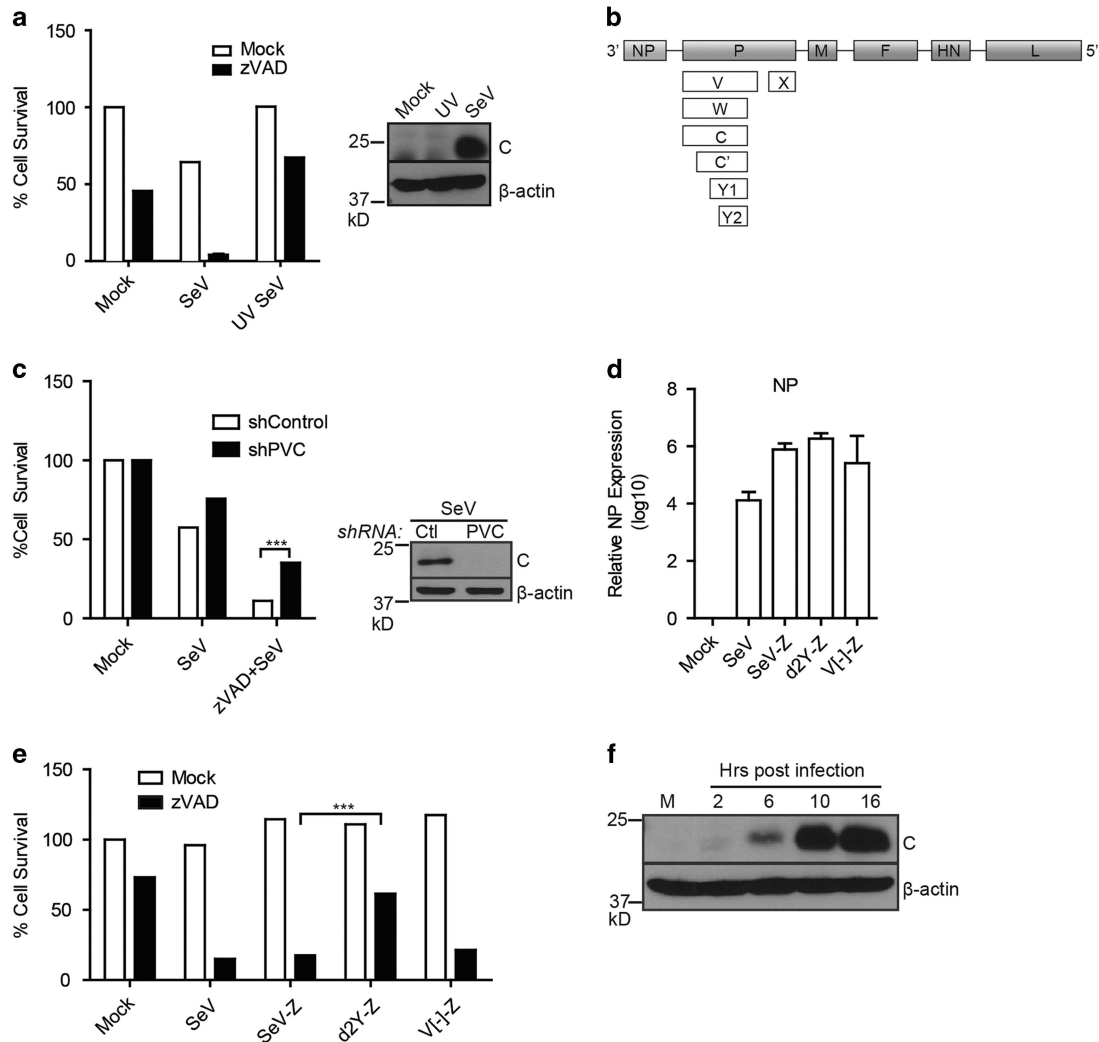 a
150
100
50
0
% Cell Survival
Mock
zVAD
Mock
SeV
UV SeV
Mock
UV
SeV
25
C
β-actin
37
kD
b
3' NP P M F HN L 5'
V X
W
C
C'
Y1
Y2
c
150
100
50
0
%Cell Survival
shControl
shPVC
***
Mock
SeV
zVAD+SeV
SeV
shRNA: Ctl PVC
25
C
β-actin
37
kD
d
NP
8
6
4
2
0
Relative NP Expression
(log10)
Mock
SeV
SeV-Z
d2Y-Z
V[-]-Z
e
150
100
50
0
% Cell Survival
Mock
zVAD
***
Mock
SeV
SeV-Z
d2Y-Z
V[-]-Z
f
Hrs post infection
M 2 6 10 16
25
C
β-actin
37
kD